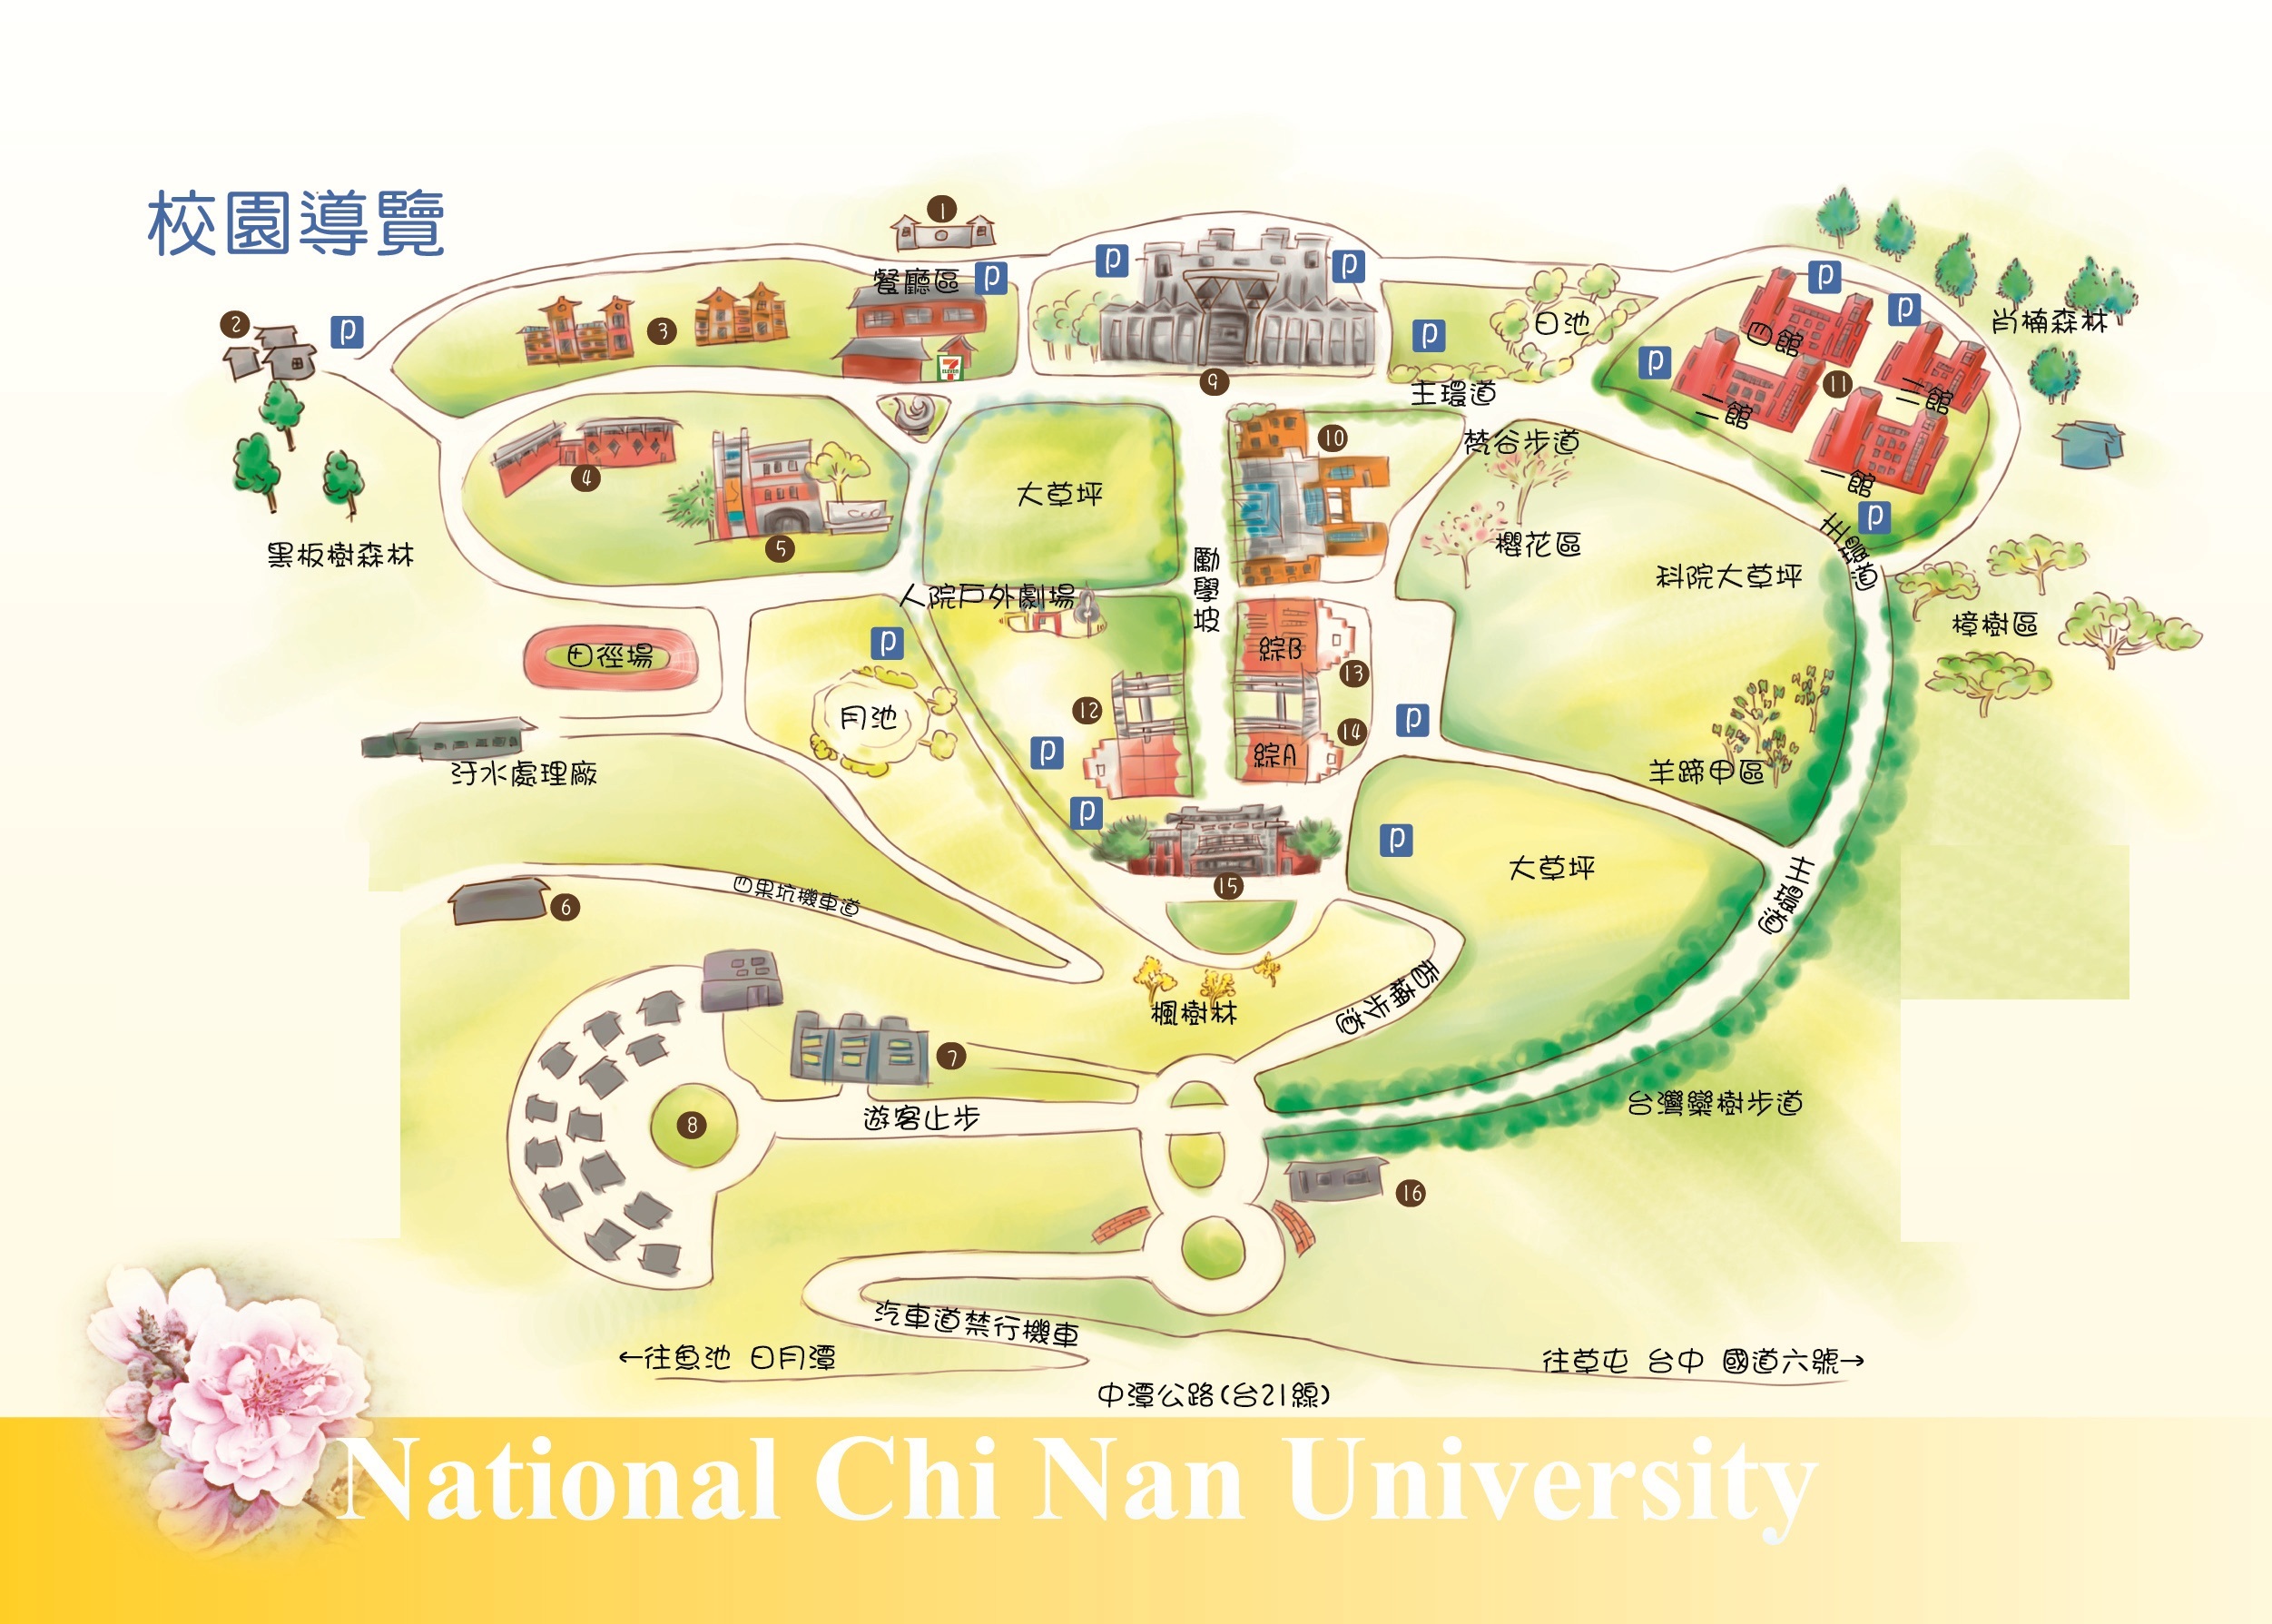 校園導覽
1
餐廳區
P
P
P
2
P
3
7
ELEVEN
9
P
日池
主環道
P
P
P
四館
二館
11
三館
一館
P
肖楠森林
4
5
黑板樹森林
大草坪
10
梵谷步道
櫻花區
勵學坡
科院大草坪
主環道
樟樹區
人院戶外劇場
田徑場
P
月池
綜B
13
12
14
綜A
P
P
P
羊蹄甲區
汙水處理廠
15
P
大草坪
主環道
四果坑機車道
6
楓樹林
步道
7
8
遊客止步
台灣欒樹步道
16
汽車道禁行機車
←往魚池 日月潭
往草屯 台中 國道六號→
中潭公路(台21線)
National Chi Nan University